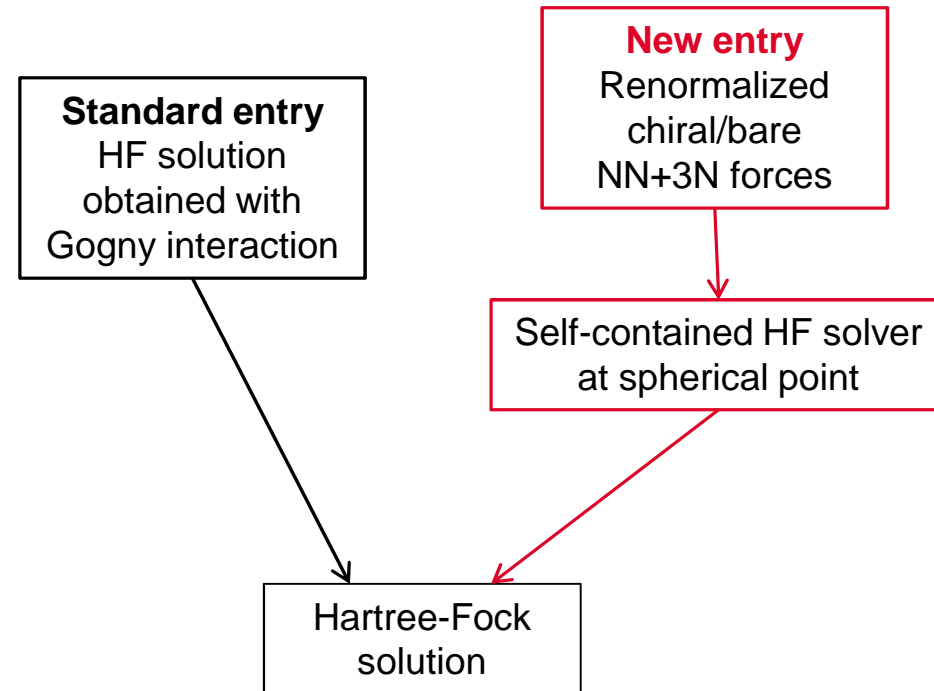 Standard entry
HF solution
obtained with
Gogny interaction
New entry
Renormalized
chiral/bare
NN+3N forces
Self-contained HF solver
at spherical point
Hartree-Fock
solution